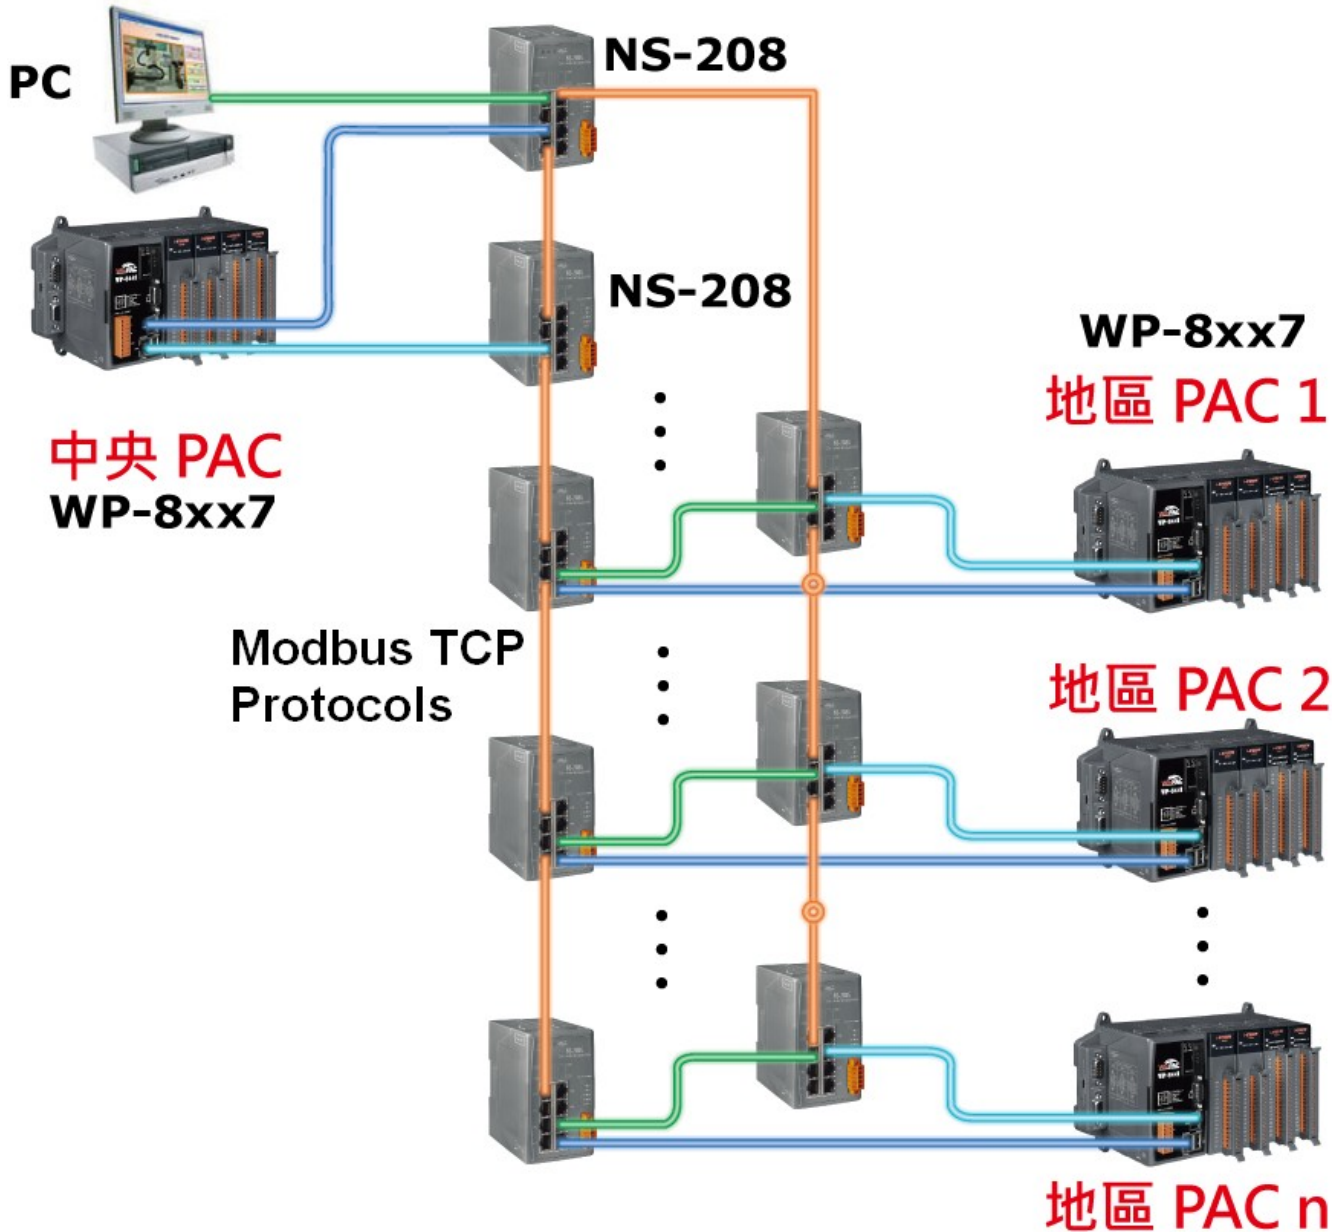 PC
NS-208
NS-208
WP-8xx7
地區 PAC 1
中央 PAC
WP-8xx7
Modbus TCP
Protocols
地區 PAC 2
地區 PAC n